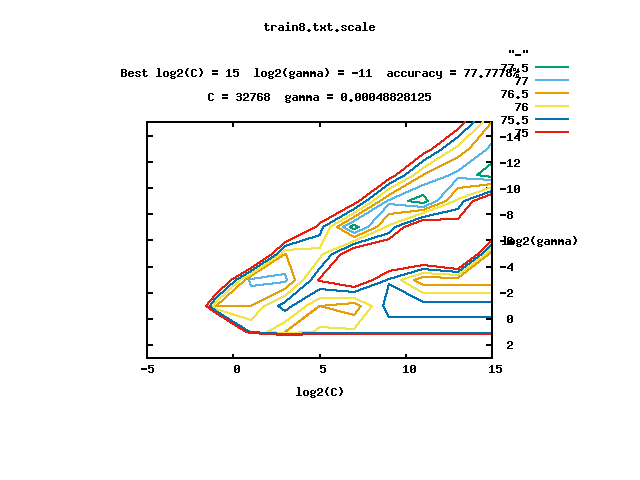 train8.txt.scale
"-"
Best log2(C) = 15  log2(gamma) = -11  accuracy = 77.7778%
77.5
77
C = 32768  gamma = 0.00048828125
76.5
76
75.5
75
-14
-12
-10
-8
-6
log2(gamma)
-4
-2
0
2
-5 0 5 10 15
log2(C)